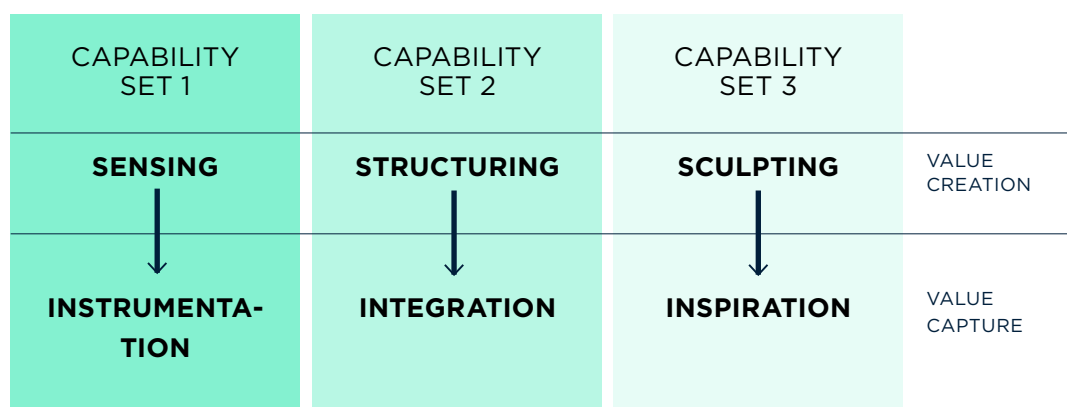 CAPABILITY
SET 1
CAPABILITY
SET 2
CAPABILITY
SET 3
SENSING
STRUCTURING
SCULPTING
VALUE
CREATION
INSTRUMENTA-
TION
INTEGRATION
INSPIRATION
VALUE
CAPTURE